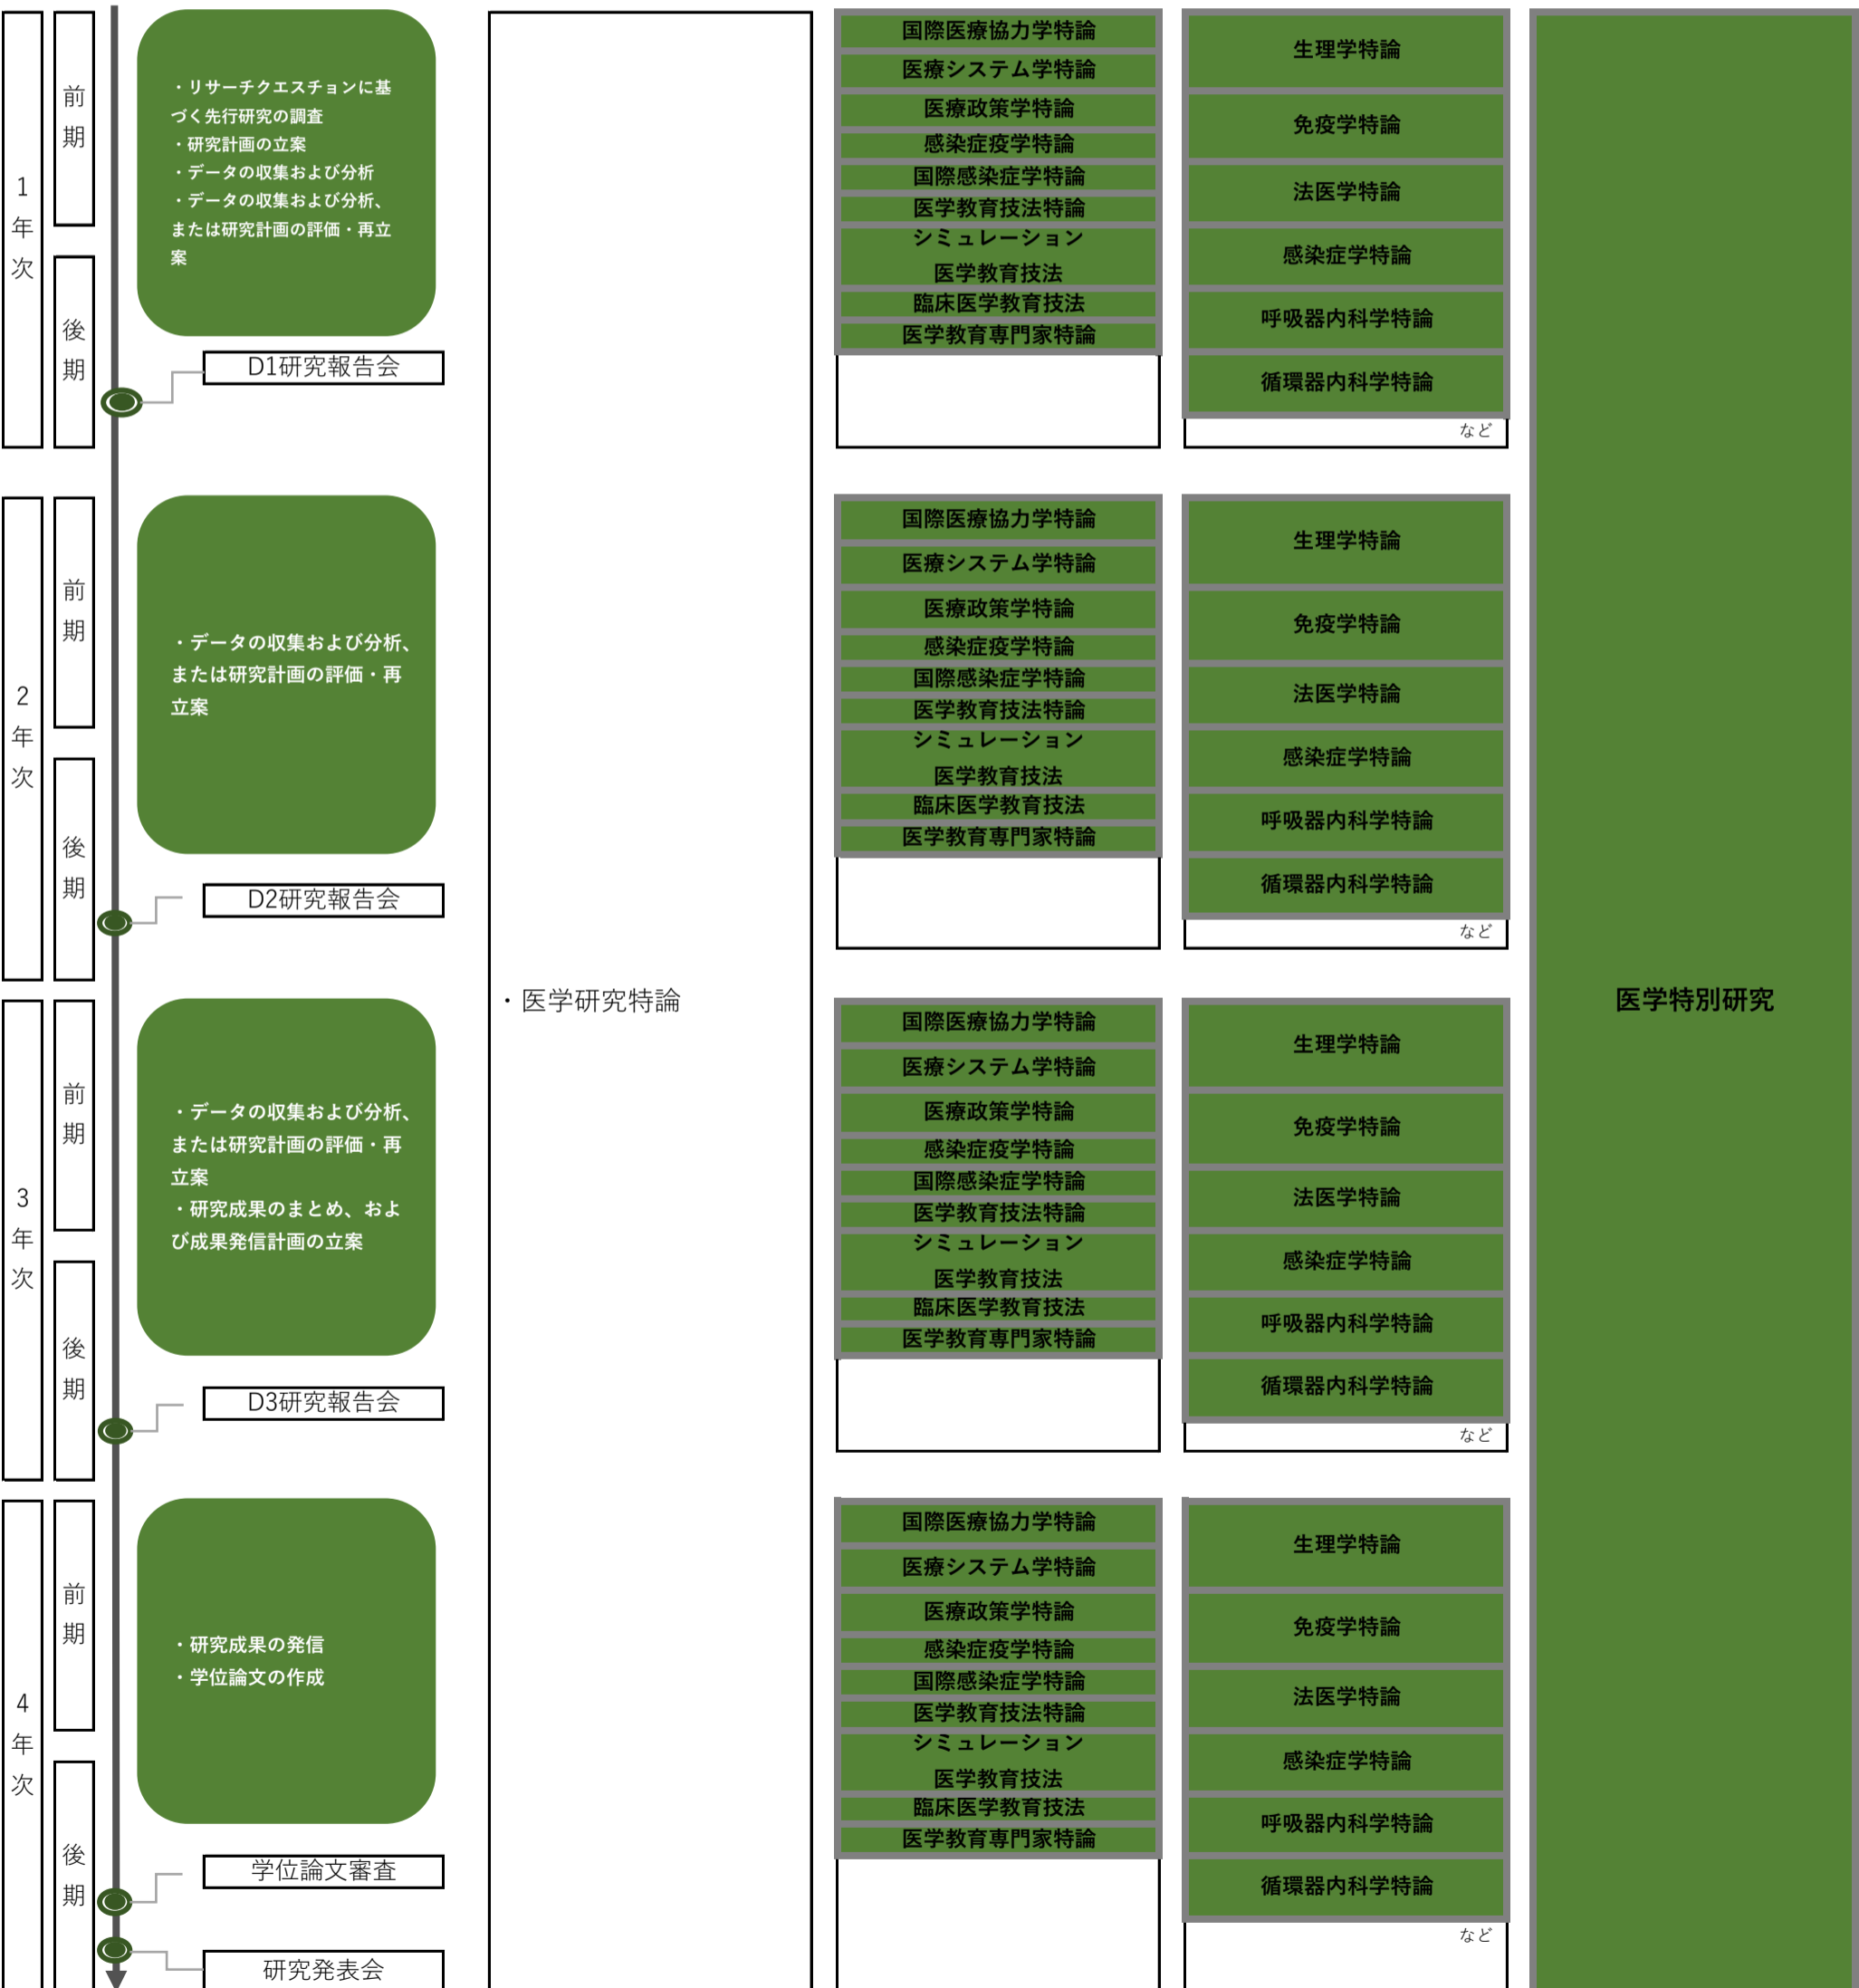 1
年
次
前
期
後
期
・リサーチクエスチョンに基
づく先行研究の調査
・研究計画の立案
・データの収集および分析
・データの収集および分析、
または研究計画の評価・再立
案
D1研究報告会
国際医療協力学特論
医療システム学特論
医療政策学特論
感染症疫学特論
国際感染症学特論
医学教育技法特論
シミュレーション
医学教育技法
臨床医学教育技法
医学教育専門家特論
生理学特論
免疫学特論
法医学特論
感染症学特論
呼吸器内科学特論
循環器内科学特論
など
2
年
次
前
期
後
期
・データの収集および分析、
または研究計画の評価・再
立案
D2研究報告会
国際医療協力学特論
医療システム学特論
医療政策学特論
感染症疫学特論
国際感染症学特論
医学教育技法特論
シミュレーション
医学教育技法
臨床医学教育技法
医学教育専門家特論
生理学特論
免疫学特論
法医学特論
感染症学特論
呼吸器内科学特論
循環器内科学特論
など
・医学研究特論
医学特別研究
3
年
次
前
期
後
期
・データの収集および分析、
または研究計画の評価・再
立案
・研究成果のまとめ、およ
び成果発信計画の立案
D3研究報告会
国際医療協力学特論
医療システム学特論
医療政策学特論
感染症疫学特論
国際感染症学特論
医学教育技法特論
シミュレーション
医学教育技法
臨床医学教育技法
医学教育専門家特論
生理学特論
免疫学特論
法医学特論
感染症学特論
呼吸器内科学特論
循環器内科学特論
など
4
年
次
前
期
後
期
・研究成果の発信
・学位論文の作成
学位論文審査
研究発表会
国際医療協力学特論
医療システム学特論
医療政策学特論
感染症疫学特論
国際感染症学特論
医学教育技法特論
シミュレーション
医学教育技法
臨床医学教育技法
医学教育専門家特論
生理学特論
免疫学特論
法医学特論
感染症学特論
呼吸器内科学特論
循環器内科学特論
など